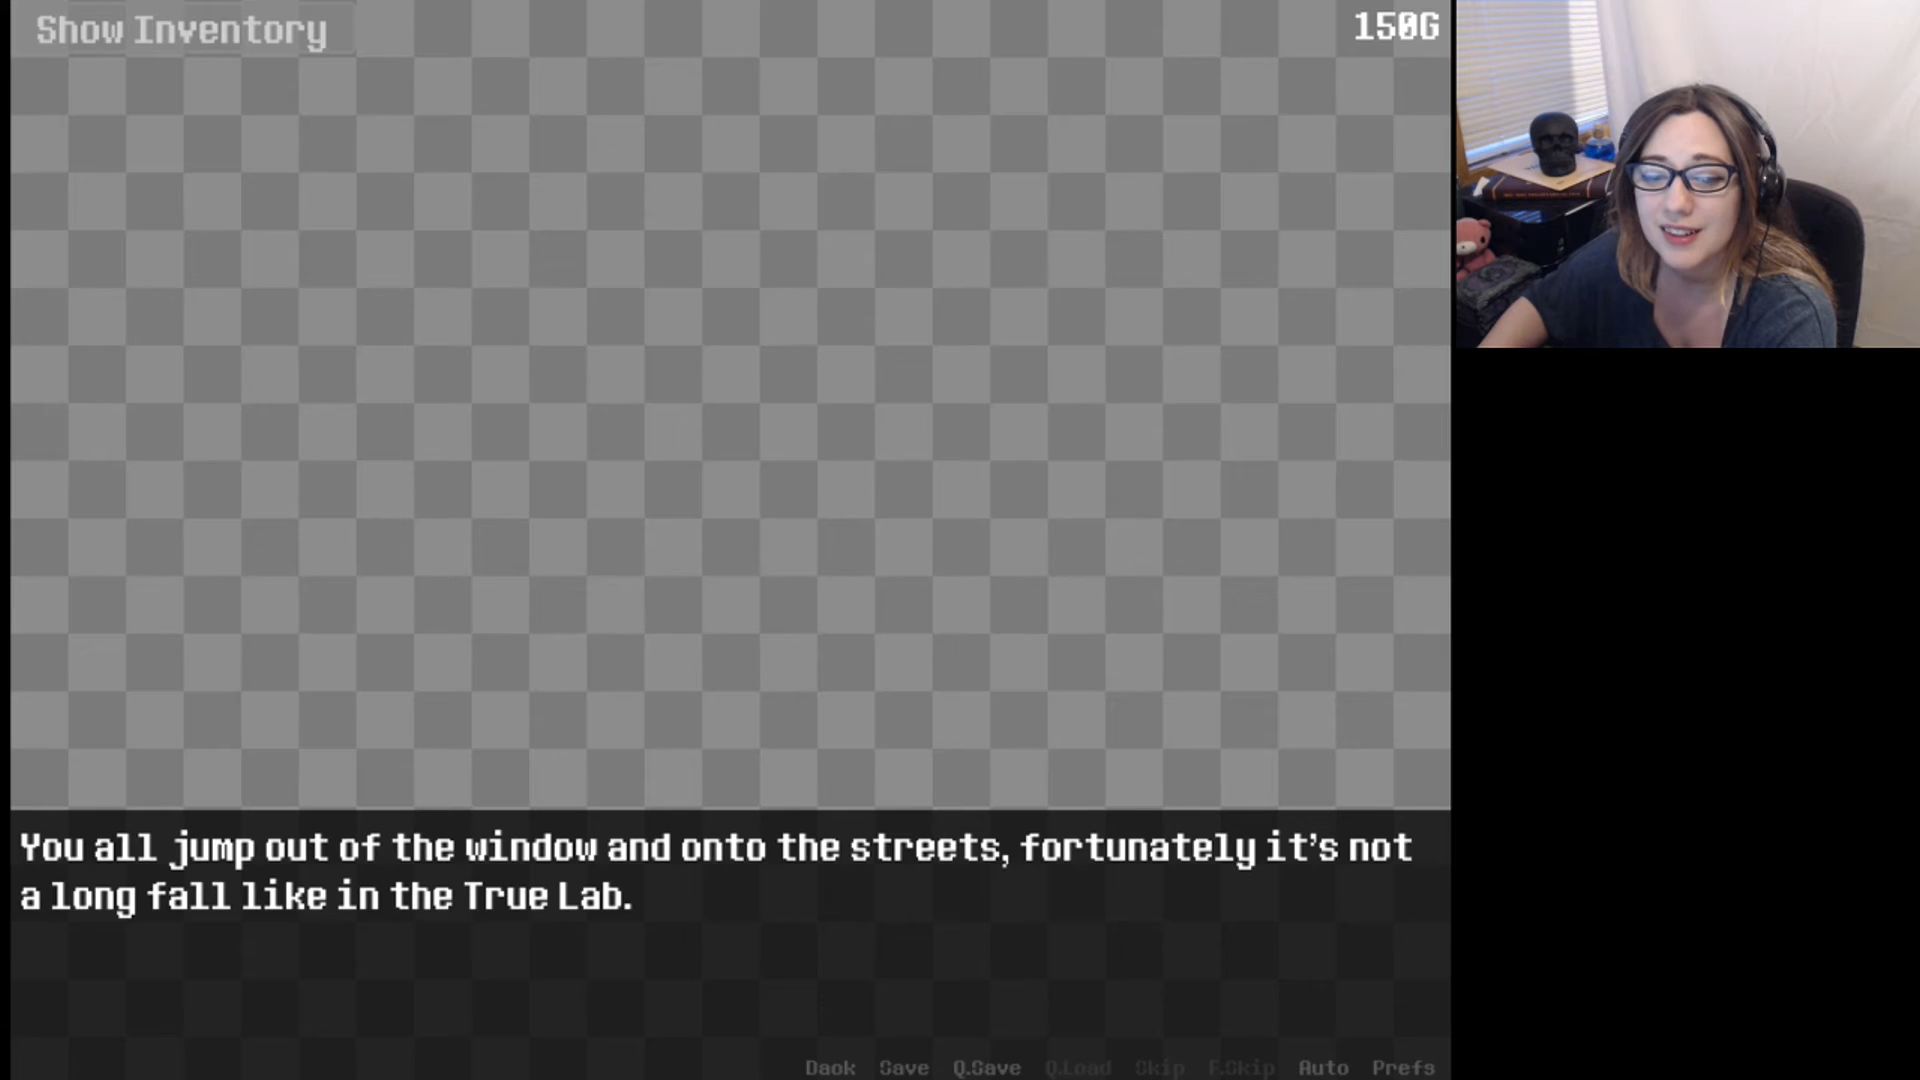 Show Inventory
150G
You all jump out of the window and onto the streets, fortunately it's not
a long fall like in the True Lab.
Back Save Q.Save Q.Load Skip F.Skip Auto Prefs